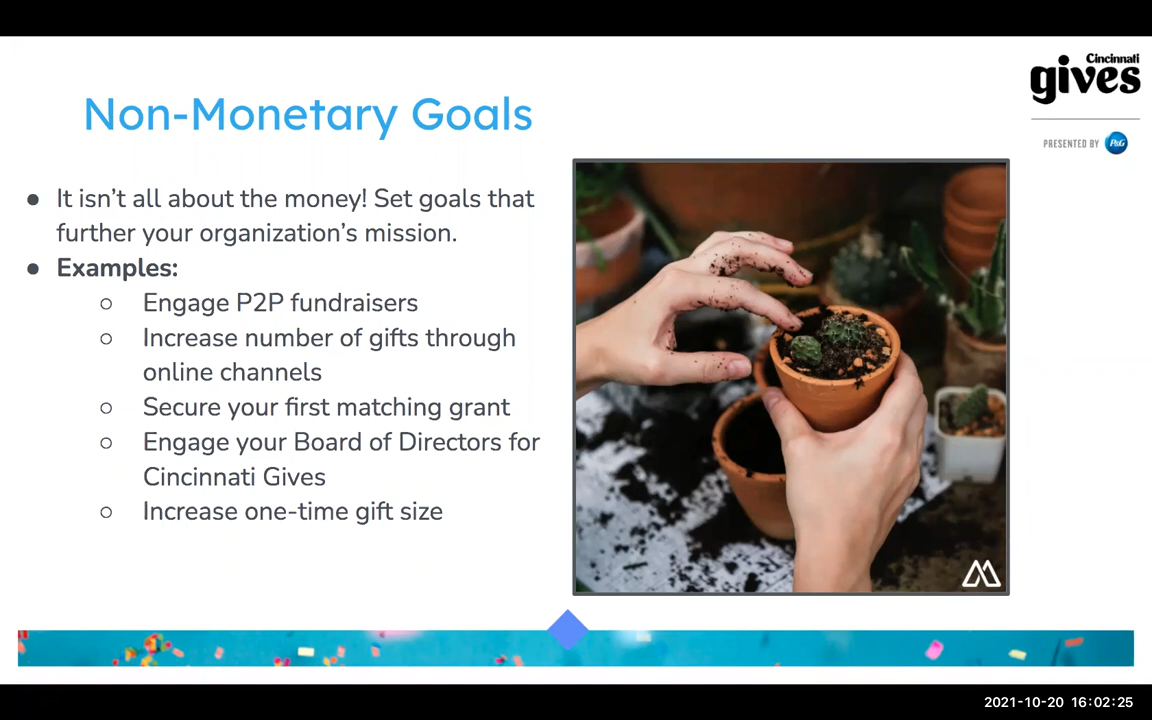 Cincinnati
gives
PRESENTED BY P&G
Non-Monetary Goals
● It isn’t all about the money! Set goals that
further your organization’s mission.
● Examples:
○ Engage P2P fundraisers
○ Increase number of gifts through
online channels
○ Secure your first matching grant
○ Engage your Board of Directors for
Cincinnati Gives
○ Increase one-time gift size
2021-10-20 16:02:25